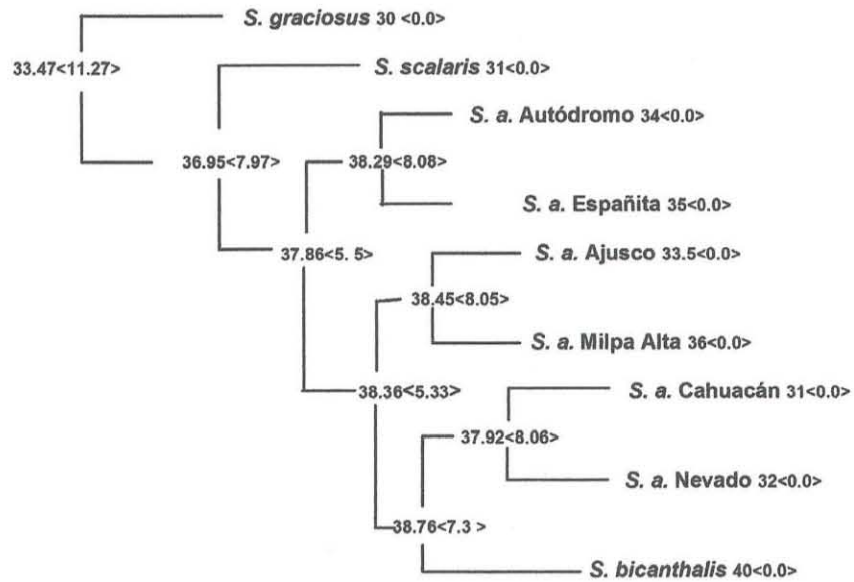 S. graciosus 30 <0.0>
33.47<11.27>
S. scalaris 31<0.0>
S. a. Autódromo 34<0.0>
36.95<7.97>
38.29<8.08>
S. a. Españita 35<0.0>
37.86<5. 5>
S. a. Ajusco 33.5<0.0>
38.45<8.05>
S. a. Milpa Alta 36<0.0>
38.36<5.33>
S. a. Cahuacán 31<0.0>
37.92<8.06>
S. a. Nevado 32<0.0>
38.76<7.3 >
S. bicanthalis 40<0.0>